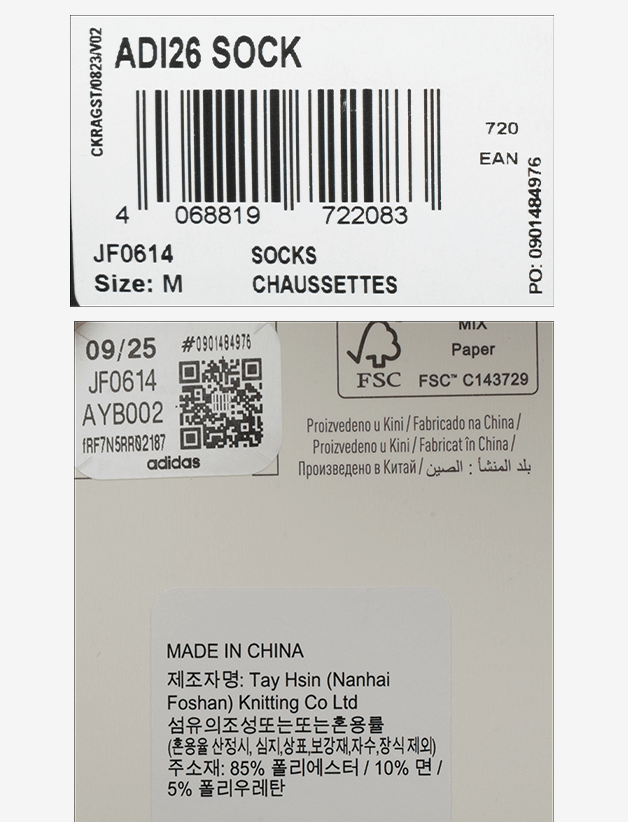 CKRAGST/0823/V02
ADI26 SOCK
720
EAN
4 068819 722083
PO: 0901484976
JF0614 SOCKS
Size: M CHAUSSETTES
09/25 #0901484976
JF0614
AYB002
fRF7N5RR02187
adidas
MIX
Paper
FSC FSC™ C143729
Proizvedeno u Kini / Fabricado na China /
Proizvedeno u Kini / Fabricat în China /
Произведено в Китай / بلد المنشأ : الصين
MADE IN CHINA
제조자명: Tay Hsin (Nanhai
Foshan) Knitting Co Ltd
섬유의조성또는또는혼용률
(혼용율 산정시, 심지,상표,보강재,자수,장식 제외)
주소재: 85% 폴리에스터 / 10% 면 /
5% 폴리우레탄